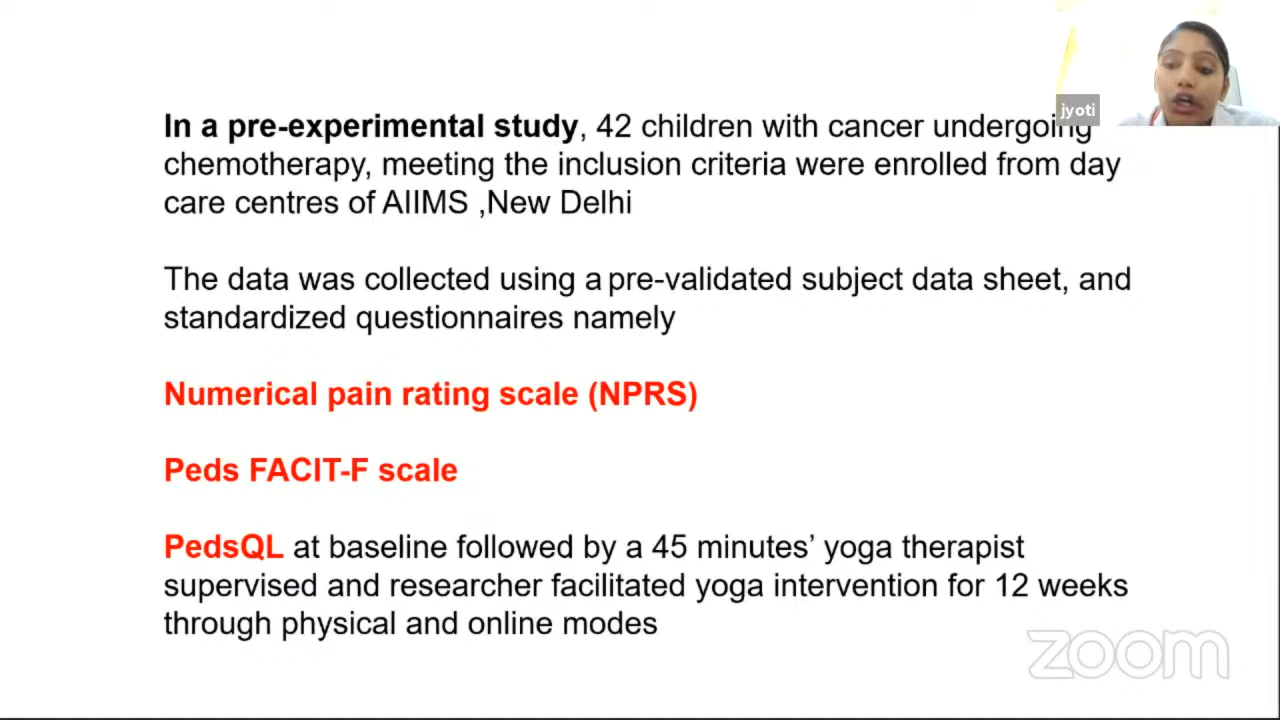 jyoti
In a pre-experimental study, 42 children with cancer undergoing
chemotherapy, meeting the inclusion criteria were enrolled from day
care centres of AIIMS ,New Delhi
The data was collected using a pre-validated subject data sheet, and
standardized questionnaires namely
Numerical pain rating scale (NPRS)
Peds FACIT-F scale
PedsQL at baseline followed by a 45 minutes’ yoga therapist
supervised and researcher facilitated yoga intervention for 12 weeks
through physical and online modes
zoom